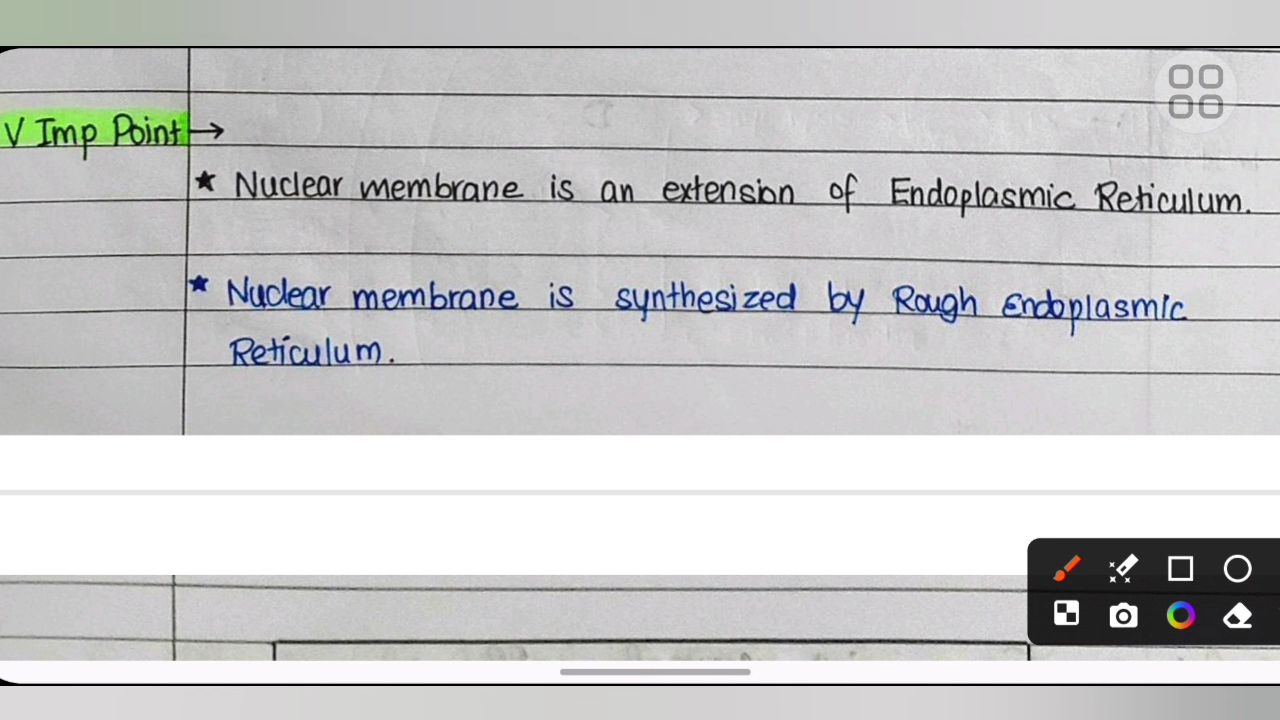 V Imp Point →
★ Nuclear membrane is an extension of Endoplasmic Reticulum.
★ Nuclear membrane is synthesized by Rough Endoplasmic
Reticulum.